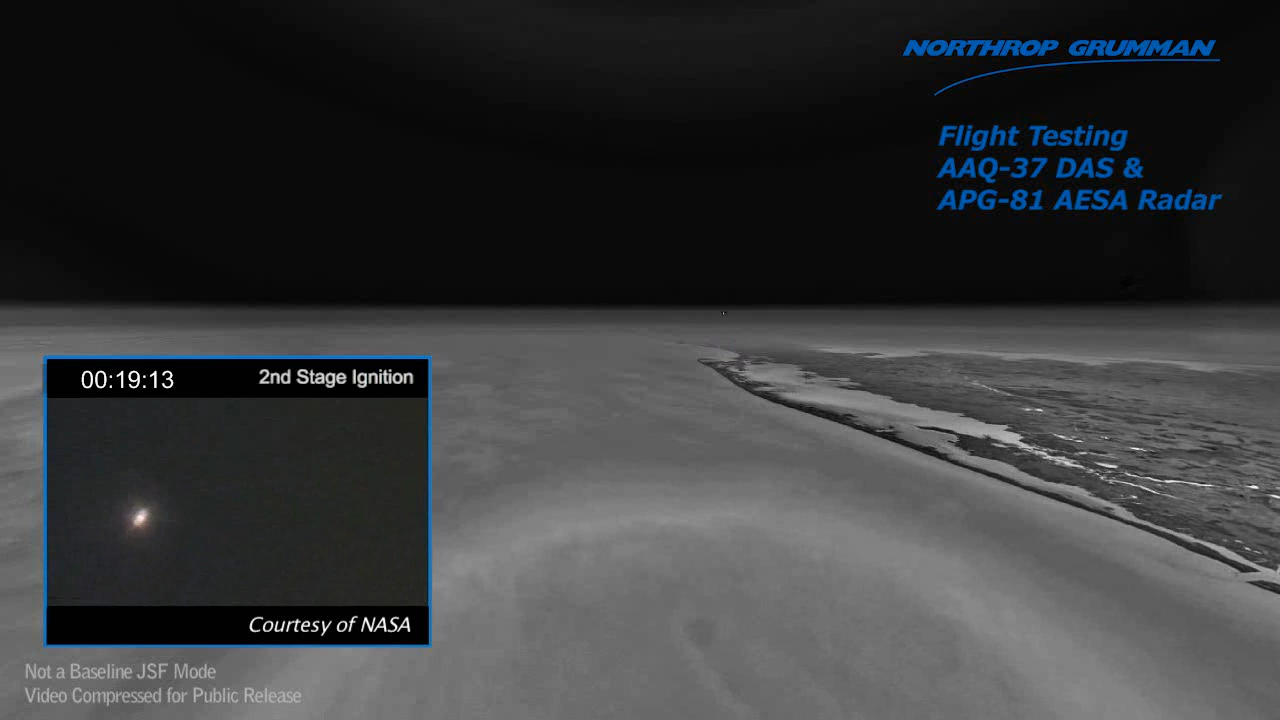 NORTHROP GRUMMAN
Flight Testing
AAQ-37 DAS &
APG-81 AESA Radar
00:19:13
2nd Stage Ignition
Courtesy of NASA
Not a Baseline JSF Mode
Video Compressed for Public Release